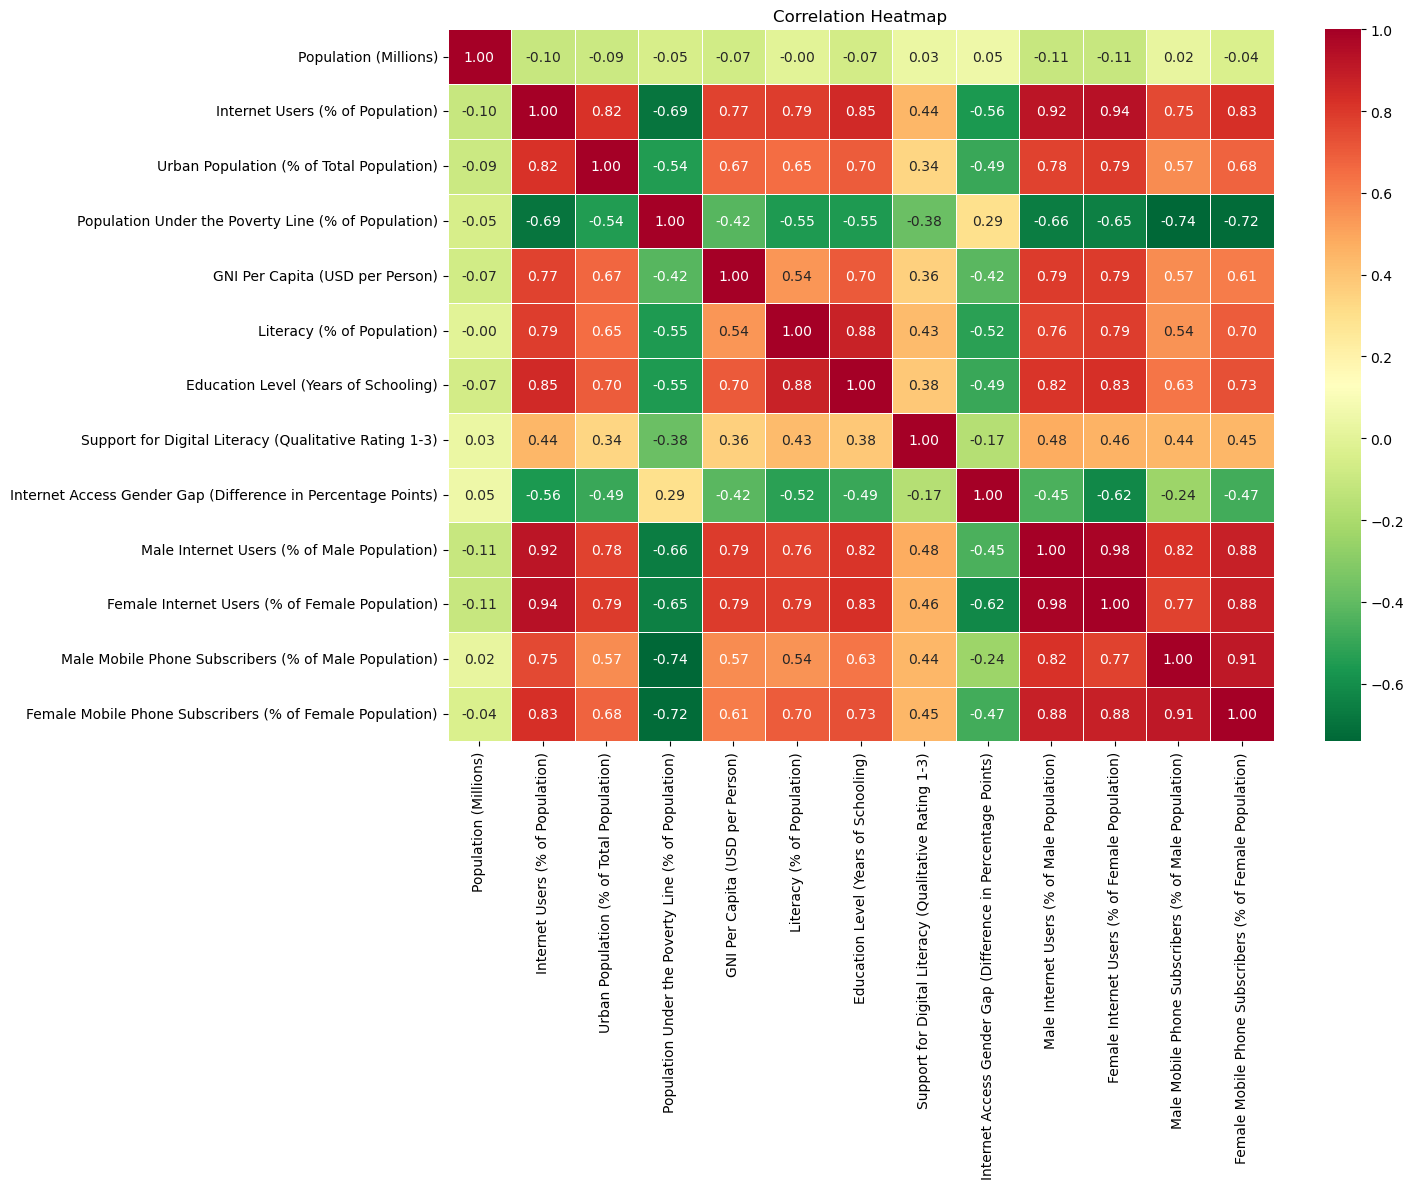 Correlation Heatmap
Population (Millions) 1.00 -0.10 -0.09 -0.05 -0.07 -0.00 -0.07 0.03 0.05 -0.11 -0.11 0.02 -0.04
Internet Users (% of Population) -0.10 1.00 0.82 -0.69 0.77 0.79 0.85 0.44 -0.56 0.92 0.94 0.75 0.83
Urban Population (% of Total Population) -0.09 0.82 1.00 -0.54 0.67 0.65 0.70 0.34 -0.49 0.78 0.79 0.57 0.68
Population Under the Poverty Line (% of Population) -0.05 -0.69 -0.54 1.00 -0.42 -0.55 -0.55 -0.38 0.29 -0.66 -0.65 -0.74 -0.72
GNI Per Capita (USD per Person) -0.07 0.77 0.67 -0.42 1.00 0.54 0.70 0.36 -0.42 0.79 0.79 0.57 0.61
Literacy (% of Population) -0.00 0.79 0.65 -0.55 0.54 1.00 0.88 0.43 -0.52 0.76 0.79 0.54 0.70
Education Level (Years of Schooling) -0.07 0.85 0.70 -0.55 0.70 0.88 1.00 0.38 -0.49 0.82 0.83 0.63 0.73
Support for Digital Literacy (Qualitative Rating 1-3) 0.03 0.44 0.34 -0.38 0.36 0.43 0.38 1.00 -0.17 0.48 0.46 0.44 0.45
Internet Access Gender Gap (Difference in Percentage Points) 0.05 -0.56 -0.49 0.29 -0.42 -0.52 -0.49 -0.17 1.00 -0.45 -0.62 -0.24 -0.47
Male Internet Users (% of Male Population) -0.11 0.92 0.78 -0.66 0.79 0.76 0.82 0.48 -0.45 1.00 0.98 0.82 0.88
Female Internet Users (% of Female Population) -0.11 0.94 0.79 -0.65 0.79 0.79 0.83 0.46 -0.62 0.98 1.00 0.77 0.88
Male Mobile Phone Subscribers (% of Male Population) 0.02 0.75 0.57 -0.74 0.57 0.54 0.63 0.44 -0.24 0.82 0.77 1.00 0.91
Female Mobile Phone Subscribers (% of Female Population) -0.04 0.83 0.68 -0.72 0.61 0.70 0.73 0.45 -0.47 0.88 0.88 0.91 1.00
Population (Millions)
Internet Users (% of Population)
Urban Population (% of Total Population)
Population Under the Poverty Line (% of Population)
GNI Per Capita (USD per Person)
Literacy (% of Population)
Education Level (Years of Schooling)
Support for Digital Literacy (Qualitative Rating 1-3)
Internet Access Gender Gap (Difference in Percentage Points)
Male Internet Users (% of Male Population)
Female Internet Users (% of Female Population)
Male Mobile Phone Subscribers (% of Male Population)
Female Mobile Phone Subscribers (% of Female Population)
1.0
0.8
0.6
0.4
0.2
0.0
−0.2
−0.4
−0.6